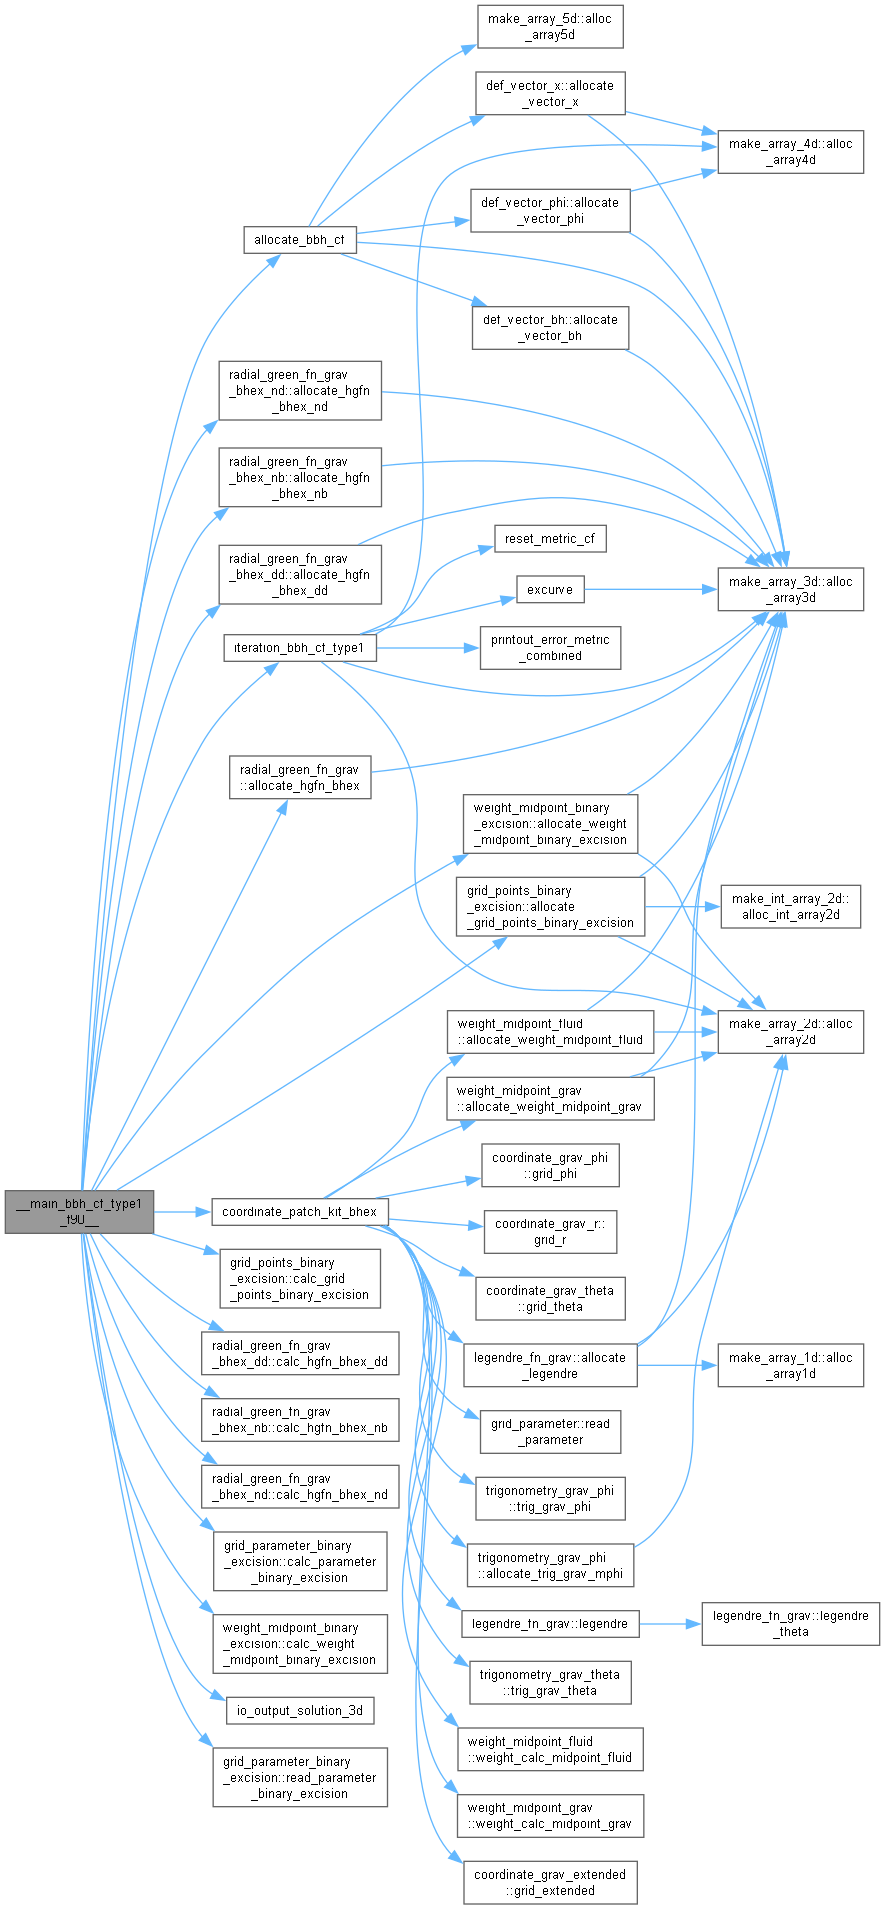 make_array_5d::alloc
_array5d
def_vector_x::allocate
_vector_x
make_array_4d::alloc
_array4d
def_vector_phi::allocate
_vector_phi
allocate_bbh_cf
def_vector_bh::allocate
_vector_bh
radial_green_fn_grav
_bhex_nd::allocate_hgfn
_bhex_nd
radial_green_fn_grav
_bhex_nb::allocate_hgfn
_bhex_nb
reset_metric_cf
radial_green_fn_grav
_bhex_dd::allocate_hgfn
_bhex_dd
excurve
make_array_3d::alloc
_array3d
iteration_bbh_cf_type1
printout_error_metric
_combined
radial_green_fn_grav
::allocate_hgfn_bhex
weight_midpoint_binary
_excision::allocate_weight
_midpoint_binary_excision
grid_points_binary
_excision::allocate
_grid_points_binary_excision
make_int_array_2d::
alloc_int_array2d
weight_midpoint_fluid
::allocate_weight_midpoint_fluid
make_array_2d::alloc
_array2d
weight_midpoint_grav
::allocate_weight_midpoint_grav
coordinate_grav_phi
::grid_phi
__main_bbh_cf_type1
_f90__
coordinate_patch_kit_bhex
coordinate_grav_r::
grid_r
grid_points_binary
_excision::calc_grid
_points_binary_excision
coordinate_grav_theta
::grid_theta
radial_green_fn_grav
_bhex_dd::calc_hgfn_bhex_dd
legendre_fn_grav::allocate
_legendre
make_array_1d::alloc
_array1d
radial_green_fn_grav
_bhex_nb::calc_hgfn_bhex_nb
grid_parameter::read
_parameter
radial_green_fn_grav
_bhex_nd::calc_hgfn_bhex_nd
trigonometry_grav_phi
::trig_grav_phi
grid_parameter_binary
_excision::calc_parameter
_binary_excision
trigonometry_grav_phi
::allocate_trig_grav_mphi
weight_midpoint_binary
_excision::calc_weight
_midpoint_binary_excision
legendre_fn_grav::legendre
legendre_fn_grav::legendre
_theta
trigonometry_grav_theta
::trig_grav_theta
io_output_solution_3d
weight_midpoint_fluid
::weight_calc_midpoint_fluid
grid_parameter_binary
_excision::read_parameter
_binary_excision
weight_midpoint_grav
::weight_calc_midpoint_grav
coordinate_grav_extended
::grid_extended